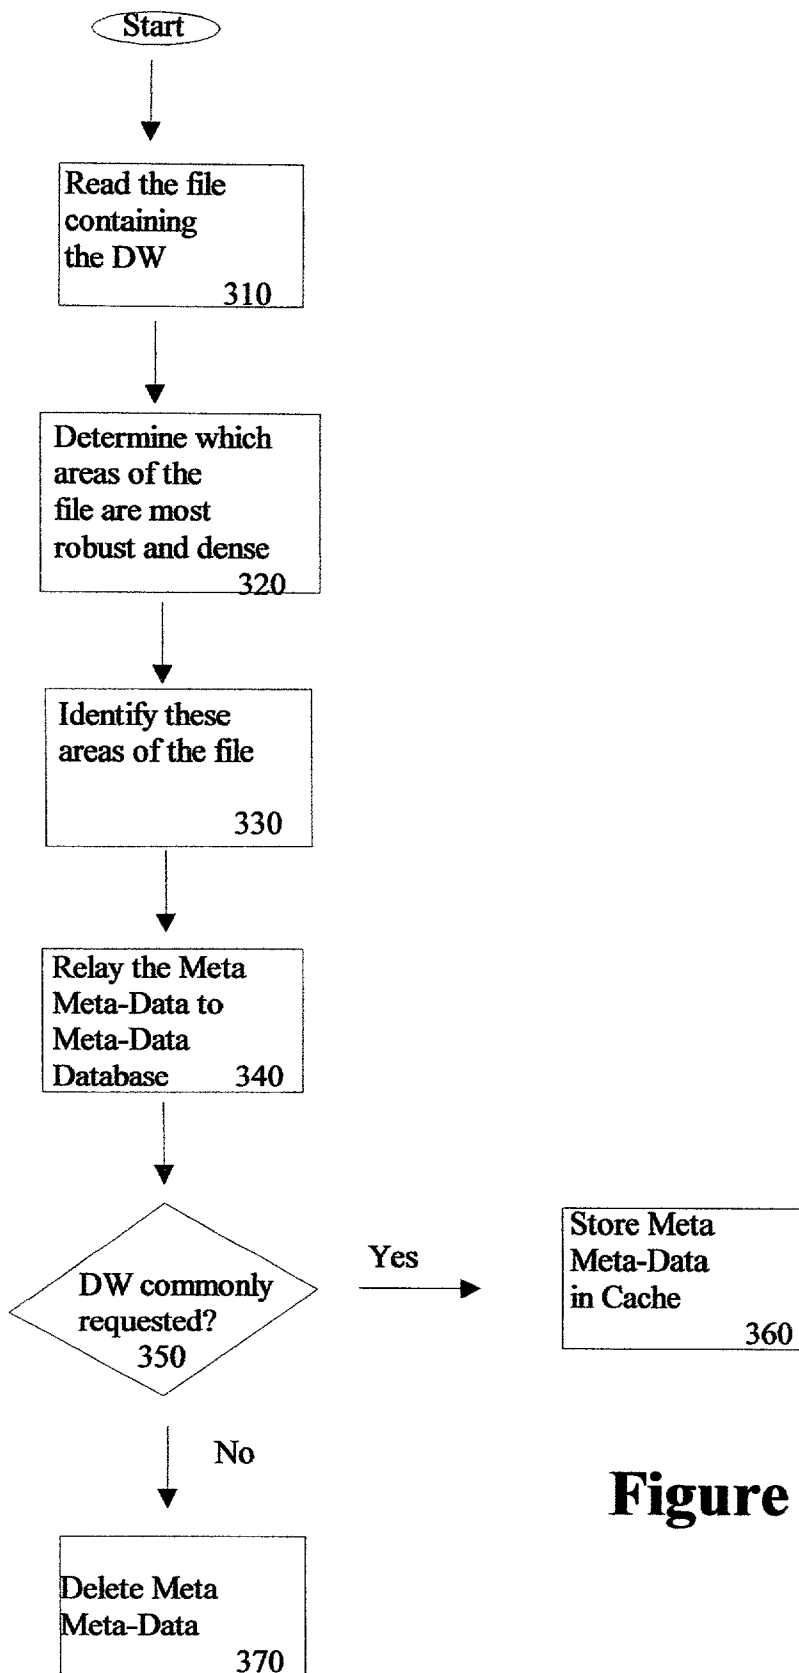 Start
Read the file
containing
the DW
310
Determine which
areas of the
file are most
robust and dense
320
Identify these
areas of the file
330
Relay the Meta
Meta-Data to
Meta-Data
Database 340
DW commonly
requested?
350
Yes
Store Meta
Meta-Data
in Cache
360
No
Figure
Delete Meta
Meta-Data
370